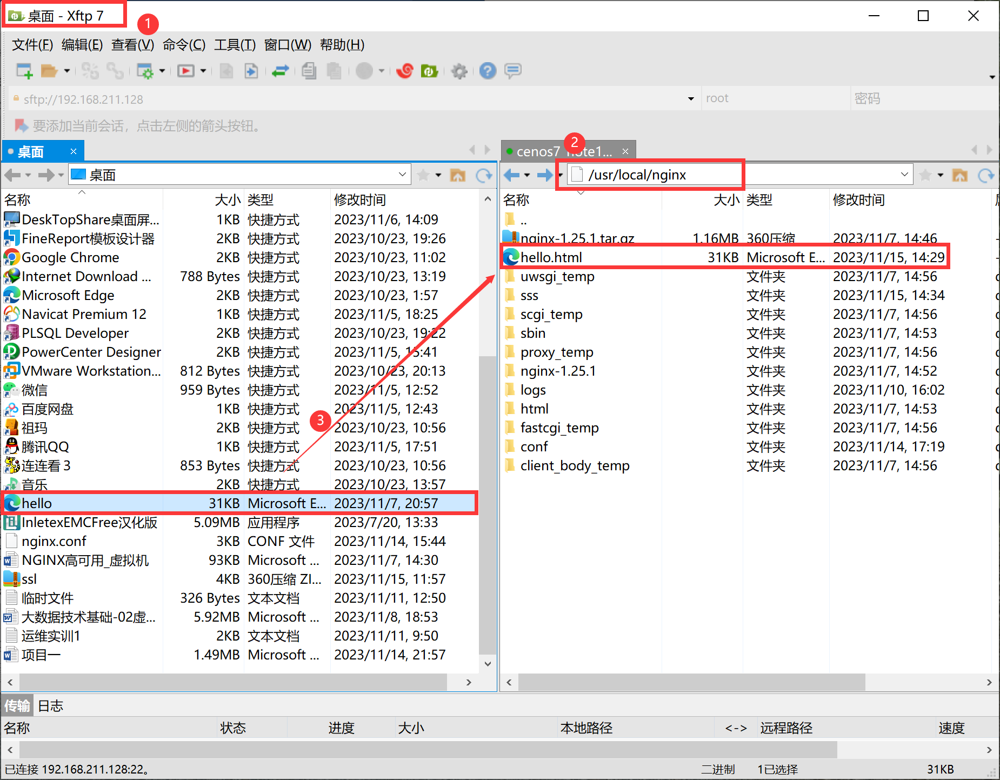 桌面 - Xftp 7
1
文件(F) 编辑(E) 查看(V) 命令(C) 工具(T) 窗口(W) 帮助(H)
sftp://192.168.211.128 root 密码
要添加当前会话，点击左侧的箭头按钮。
桌面
桌面
名称 大小 类型 修改时间
DeskTopShare桌面屏... 1KB 快捷方式 2023/11/6, 14:09
FineReport模板设计器 2KB 快捷方式 2023/10/23, 19:26
Google Chrome 2KB 快捷方式 2023/10/23, 11:02
Internet Download ... 788 Bytes 快捷方式 2023/10/23, 13:19
Microsoft Edge 2KB 快捷方式 2023/10/23, 1:57
Navicat Premium 12 1KB 快捷方式 2023/11/5, 18:25
PLSQL Developer 2KB 快捷方式 2023/10/23, 19:22
PowerCenter Designer 2KB 快捷方式 2023/11/5, 15:41
VMware Workstation... 812 Bytes 快捷方式 2023/10/23, 20:13
微信 959 Bytes 快捷方式 2023/11/5, 12:52
百度网盘 1KB 快捷方式 2023/11/5, 12:43
祖玛 2KB 快捷方式 2023/10/23, 10:56
腾讯QQ 1KB 快捷方式 2023/11/5, 17:51
连连看 3 853 Bytes 快捷方式 2023/10/23, 10:56
音乐 2KB 快捷方式 2023/10/23, 13:57
hello 31KB Microsoft E... 2023/11/7, 20:57
InletexEMCFree汉化版 5.09MB 应用程序 2023/7/20, 13:33
nginx.conf 3KB CONF 文件 2023/11/14, 15:44
NGINX高可用_虚拟机 93KB Microsoft ... 2023/11/7, 14:30
ssl 4KB 360压缩 ZI... 2023/11/15, 11:57
临时文件 326 Bytes 文本文档 2023/11/11, 12:50
大数据技术基础-02虚... 5.92MB Microsoft ... 2023/11/8, 18:53
运维实训1 2KB 文本文档 2023/11/11, 9:50
项目一 1.49MB Microsoft ... 2023/11/14, 21:57
3
cenos7 note1...
2
/usr/local/nginx
名称 大小 类型 修改时间
..
nginx-1.25.1.tar.gz 1.16MB 360压缩 2023/11/7, 14:46
hello.html 31KB Microsoft E... 2023/11/15, 14:29
uwsgi_temp 文件夹 2023/11/7, 14:56
sss 文件夹 2023/11/15, 14:34
scgi_temp 文件夹 2023/11/7, 14:56
sbin 文件夹 2023/11/7, 14:53
proxy_temp 文件夹 2023/11/7, 14:56
nginx-1.25.1 文件夹 2023/11/7, 14:52
logs 文件夹 2023/11/10, 16:02
html 文件夹 2023/11/7, 14:53
fastcgi_temp 文件夹 2023/11/7, 14:56
conf 文件夹 2023/11/14, 17:19
client_body_temp 文件夹 2023/11/7, 14:56
传输 日志
名称 状态 进度 大小 本地路径 <-> 远程路径 速度
已连接 192.168.211.128:22。 二进制 1已选择 31KB